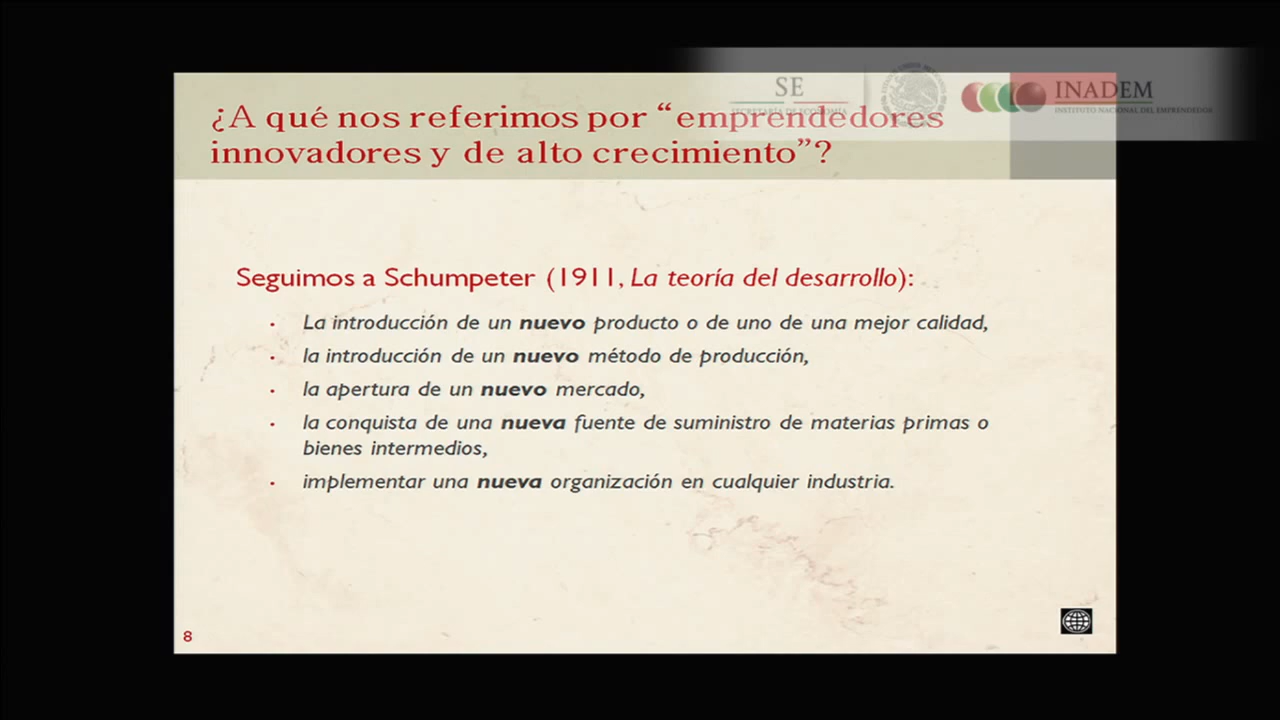 SE
SECRETARÍA DE ECONOMÍA
INADEM
INSTITUTO NACIONAL DEL EMPRENDEDOR
¿A qué nos referimos por “emprendedores
innovadores y de alto crecimiento”?
Seguimos a Schumpeter (1911, La teoría del desarrollo):
• La introducción de un nuevo producto o de uno de una mejor calidad,
• la introducción de un nuevo método de producción,
• la apertura de un nuevo mercado,
• la conquista de una nueva fuente de suministro de materias primas o
bienes intermedios,
• implementar una nueva organización en cualquier industria.
8